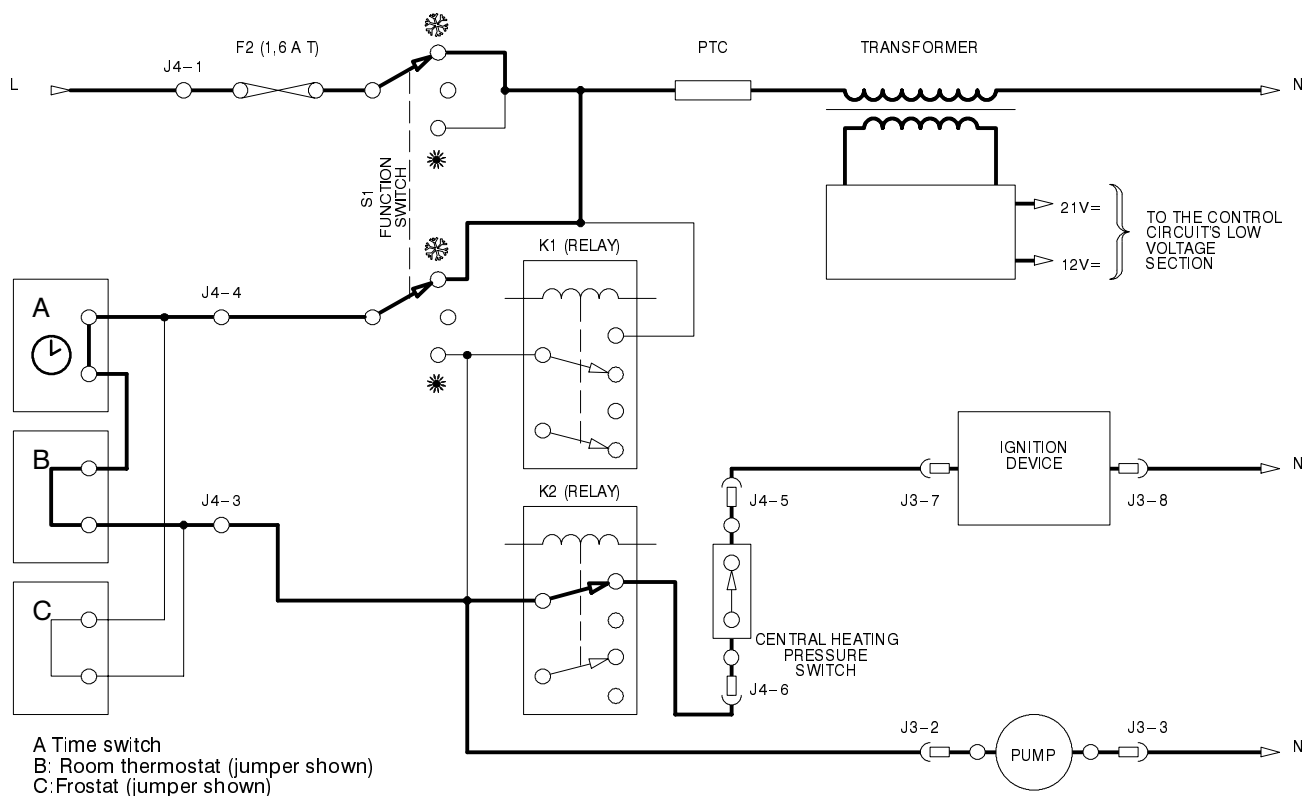 F2 (1,6 A T)
PTC
TRANSFORMER
J4-1
L
N
S1
FUNCTION
SWITCH
21V=
12V=
TO THE CONTROL
CIRCUIT'S LOW
VOLTAGE
SECTION
K1 (RELAY)
A
J4-4
B
J4-3
K2 (RELAY)
J4-5
J3-7
IGNITION
DEVICE
J3-8
N
C
CENTRAL HEATING
PRESSURE
SWITCH
J4-6
J3-2
PUMP
J3-3
N
A Time switch
B: Room thermostat (jumper shown)
C:Frostat (jumper shown)